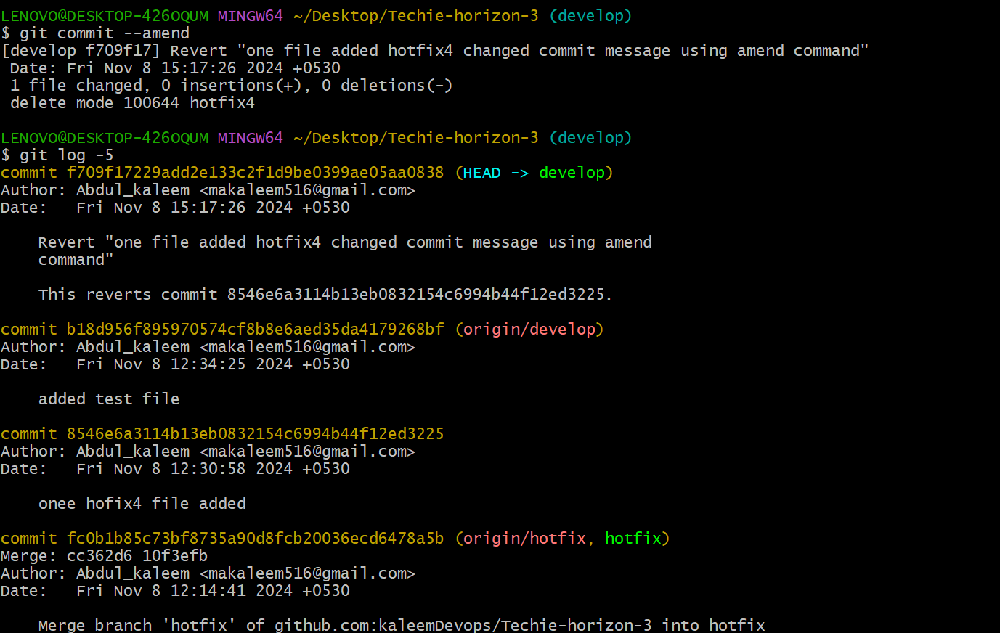 LENOVO@DESKTOP-426OQUM MINGW64 ~/Desktop/Techie-horizon-3 (develop)
$ git commit --amend
[develop f709f17] Revert "one file added hotfix4 changed commit message using amend command"
 Date: Fri Nov 8 15:17:26 2024 +0530
 1 file changed, 0 insertions(+), 0 deletions(-)
 delete mode 100644 hotfix4

LENOVO@DESKTOP-426OQUM MINGW64 ~/Desktop/Techie-horizon-3 (develop)
$ git log -5
commit f709f17229add2e133c2f1d9be0399ae05aa0838 (HEAD -> develop)
Author: Abdul_kaleem <makaleem516@gmail.com>
Date:   Fri Nov 8 15:17:26 2024 +0530

    Revert "one file added hotfix4 changed commit message using amend
    command"

    This reverts commit 8546e6a3114b13eb0832154c6994b44f12ed3225.

commit b18d956f895970574cf8b8e6aed35da4179268bf (origin/develop)
Author: Abdul_kaleem <makaleem516@gmail.com>
Date:   Fri Nov 8 12:34:25 2024 +0530

    added test file

commit 8546e6a3114b13eb0832154c6994b44f12ed3225
Author: Abdul_kaleem <makaleem516@gmail.com>
Date:   Fri Nov 8 12:30:58 2024 +0530

    onee hofix4 file added

commit fc0b1b85c73bf8735a90d8fcb20036ecd6478a5b (origin/hotfix, hotfix)
Merge: cc362d6 10f3efb
Author: Abdul_kaleem <makaleem516@gmail.com>
Date:   Fri Nov 8 12:14:41 2024 +0530

    Merge branch 'hotfix' of github.com:kaleemDevops/Techie-horizon-3 into hotfix